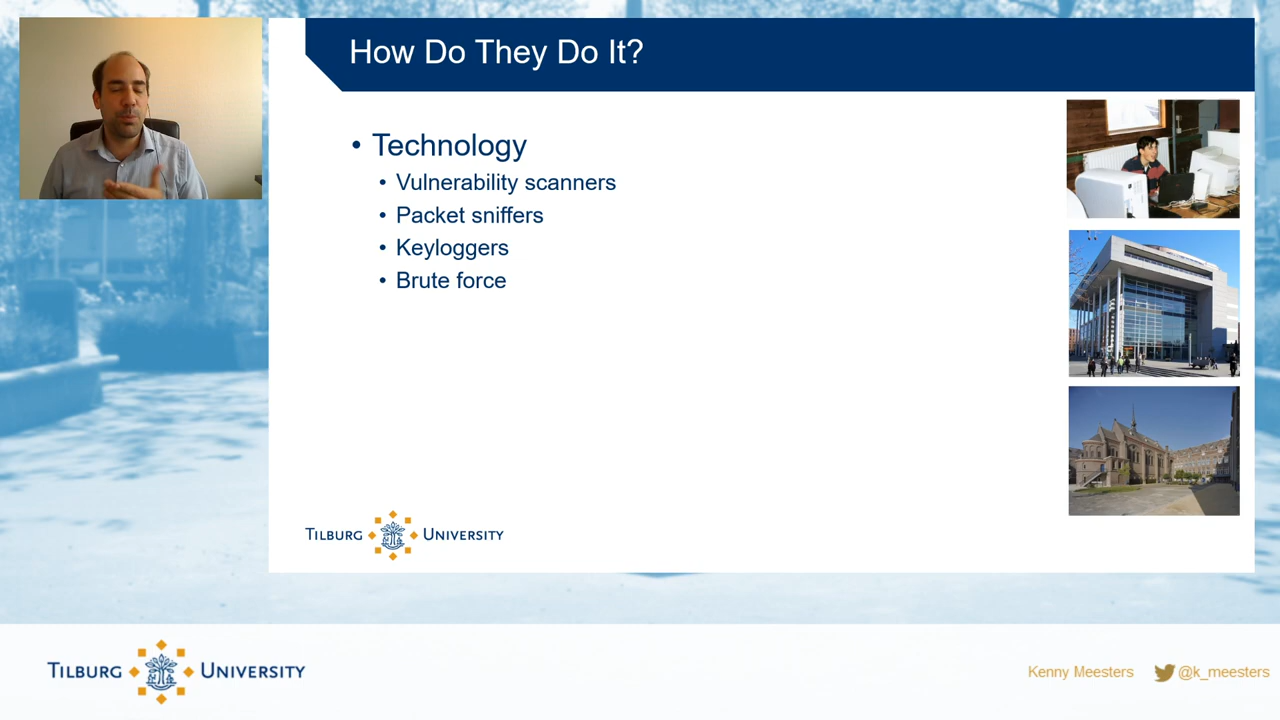 How Do They Do It?
• Technology
• Vulnerability scanners
• Packet sniffers
• Keyloggers
• Brute force
TILBURG UNIVERSITY
TILBURG UNIVERSITY
Kenny Meesters @k_meesters